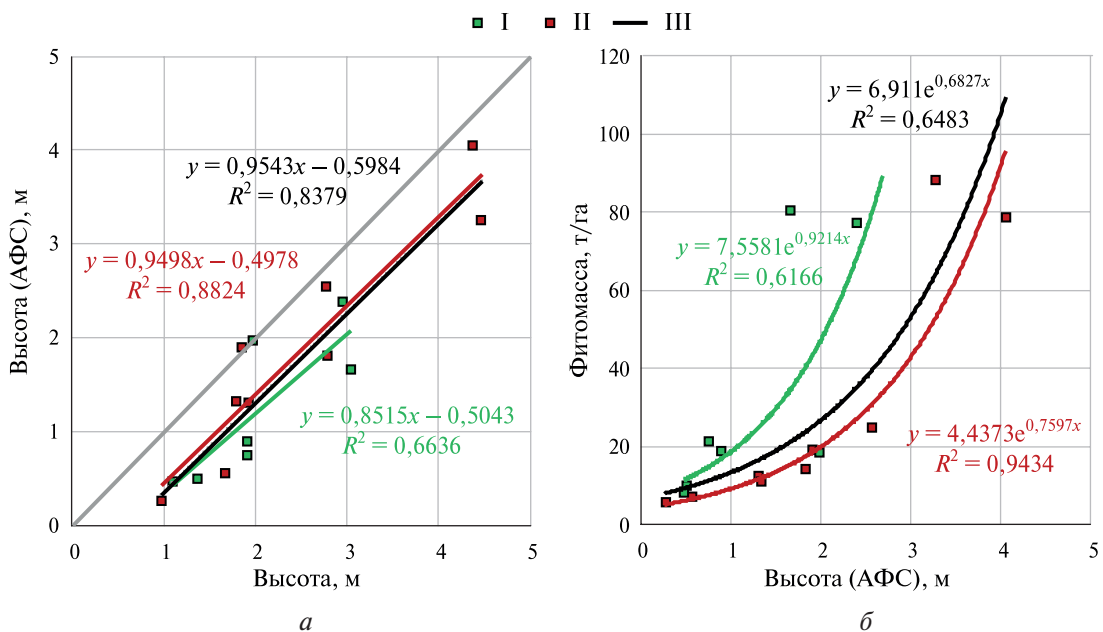 I II III
5
4
3
2
1
0
Высота (АФС), м
y = 0,9543x – 0,5984
R² = 0,8379
y = 0,9498x – 0,4978
R² = 0,8824
y = 0,8515x – 0,5043
R² = 0,6636
0 1 2 3 4 5
Высота, м
а
120
100
80
60
40
20
0
Фитомасса, т/га
y = 6,911e^0,6827x
R² = 0,6483
y = 7,5581e^0,9214x
R² = 0,6166
y = 4,4373e^0,7597x
R² = 0,9434
0 1 2 3 4 5
Высота (АФС), м
б